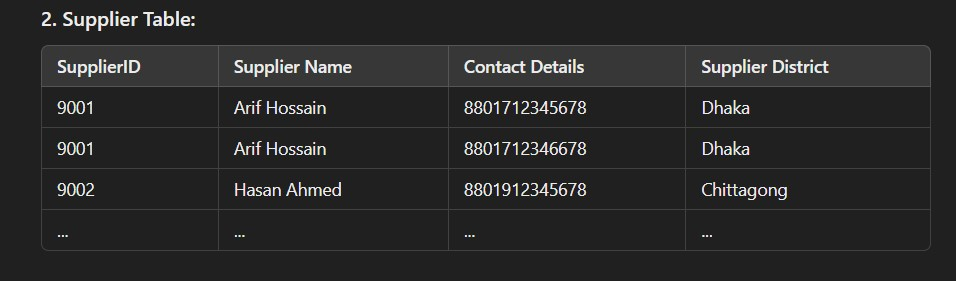 2. Supplier Table:
SupplierID Supplier Name Contact Details Supplier District
9001 Arif Hossain 8801712345678 Dhaka
9001 Arif Hossain 8801712346678 Dhaka
9002 Hasan Ahmed 8801912345678 Chittagong
... ... ... ...